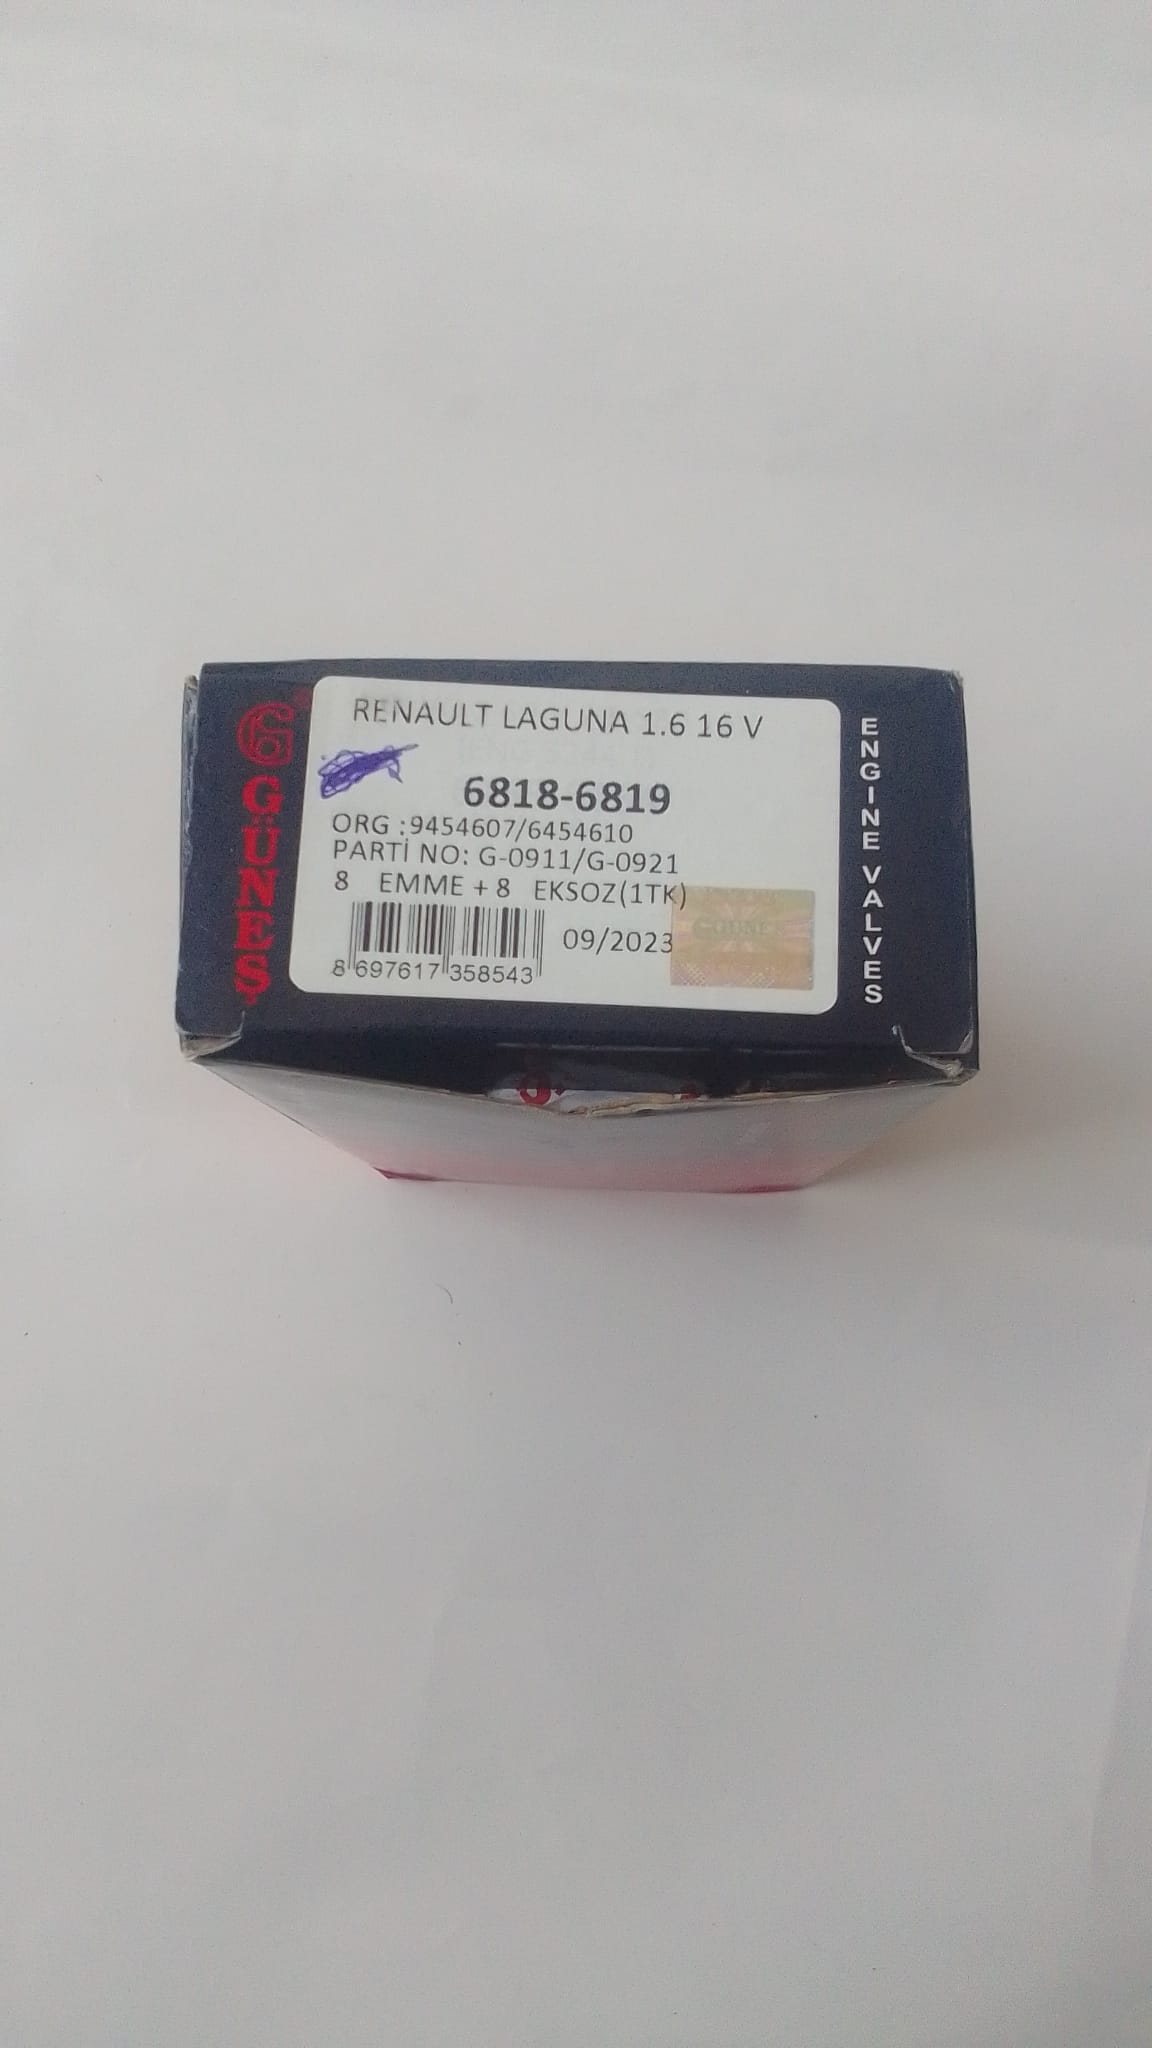 GÜNEŞ
RENAULT LAGUNA 1.6 16 V
6818-6819
ORG :9454607/6454610
PARTİ NO: G-0911/G-0921
8 EMME + 8 EKSOZ(1TK)
09/2023
8 697617 358543
ENGINE VALVES